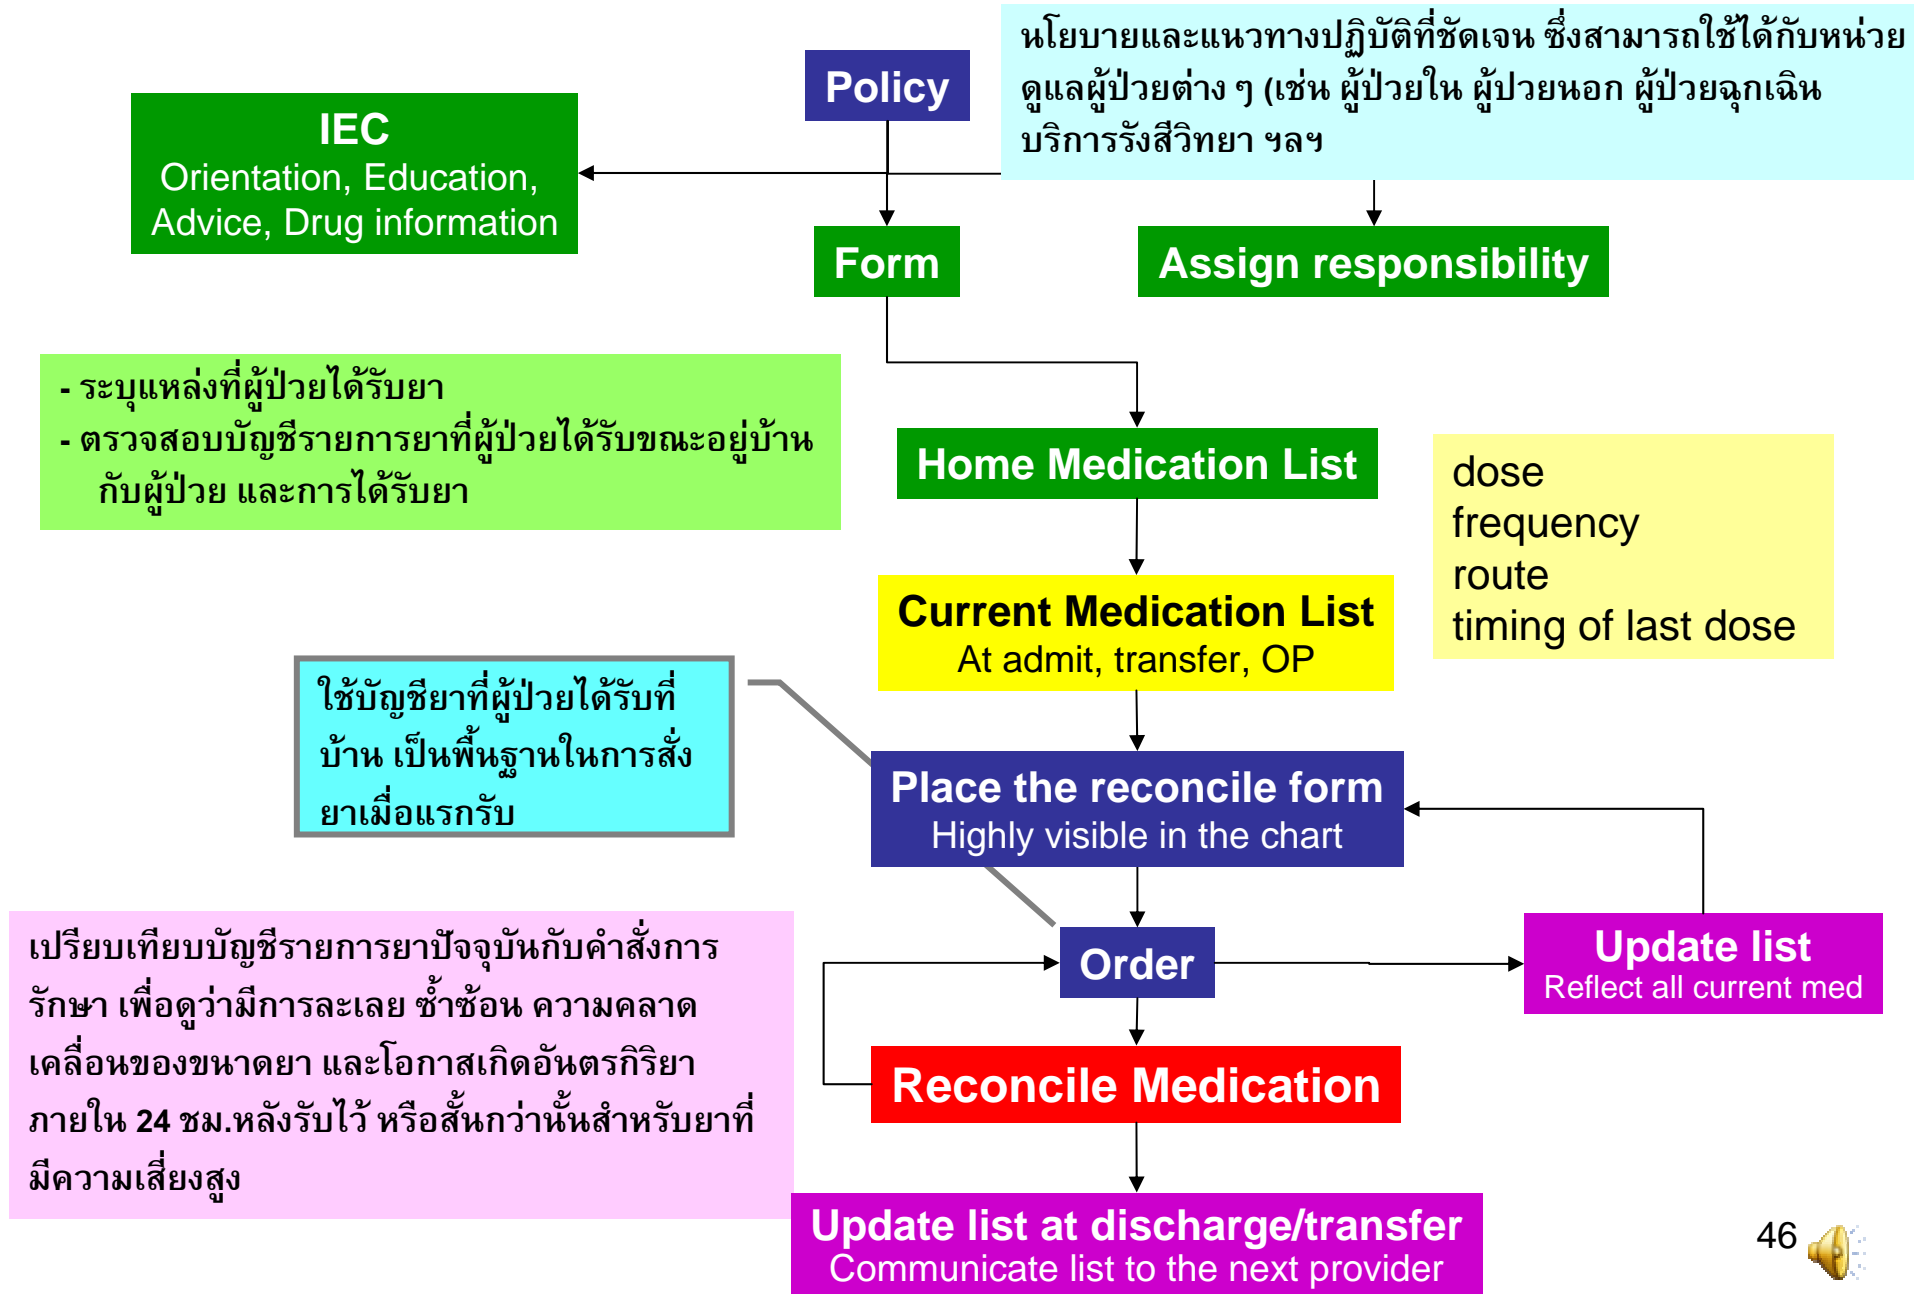 นโยบายและแนวทางปฏิบัติที่ชัดเจน ซึ่งสามารถใช้ได้กับหน่วย
ดูแลผู้ป่วยต่าง ๆ (เช่น ผู้ป่วยใน ผู้ปวยนอก ผู้ป่วยฉุกเฉิน
บริการรังสีวิทยา ฯลฯ
Policy
IEC
Orientation, Education,
Advice, Drug information
Form
Assign responsibility
- ระบุแหล่งที่ผู้ป่วยได้รับยา
- ตรวจสอบบัญชีรายการยาที่ผู้ป่วยได้รับขณะอยู่บ้าน
กับผู้ป่วย และการได้รับยา
Home Medication List
dose
frequency
route
timing of last dose
Current Medication List
At admit, transfer, OP
ใช้บัญชียาที่ผู้ป่วยได้รับที่
บ้าน เป็นพื้นฐานในการสั่ง
ยาเมื่อแรกรับ
Place the reconcile form
Highly visible in the chart
เปรียบเทียบบัญชีรายการยาปัจจุบันกับคำสั่งการ
รักษา เพื่อดูว่ามีการละเลย ซ้ำซ้อน ความคลาด
เคลื่อนของขนาดยา และโอกาสเกิดอันตรกิริยา
ภายใน 24 ชม.หลังรับไว้ หรือสั้นกว่านั้นสำหรับยาที่
มีความเสี่ยงสูง
Order
Update list
Reflect all current med
Reconcile Medication
Update list at discharge/transfer
Communicate list to the next provider
46